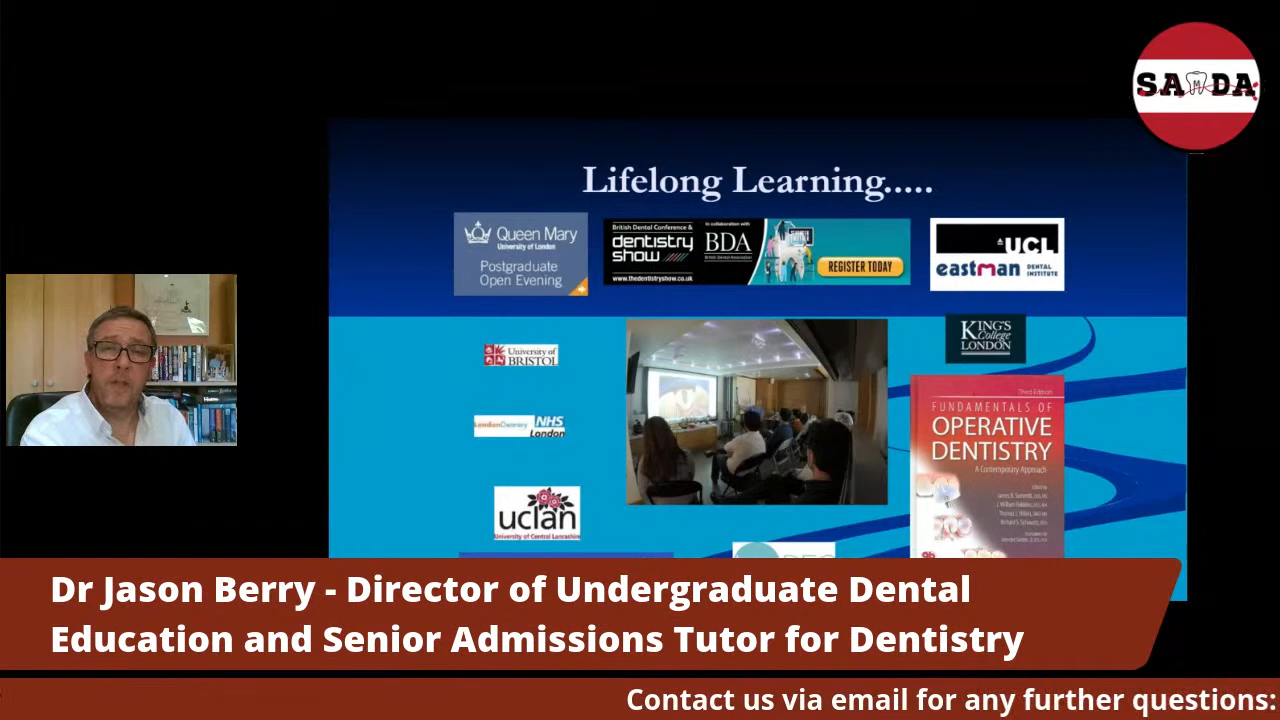 SAMDA
Lifelong Learning.....
Queen Mary
University of London
Postgraduate
Open Evening
British Dental Conference &
dentistry
show
www.thedentistryshow.co.uk
In collaboration with
BDA
British Dental Association
REGISTER TODAY
UCL
eastman DENTAL
INSTITUTE
KING'S
College
LONDON
University of
BRISTOL
LondonDeanery
NHS
London
uclan
University of Central Lancashire
Third Edition
FUNDAMENTALS OF
OPERATIVE
DENTISTRY
A Contemporary Approach
Dr Jason Berry - Director of Undergraduate Dental
Education and Senior Admissions Tutor for Dentistry
Contact us via email for any further questions: